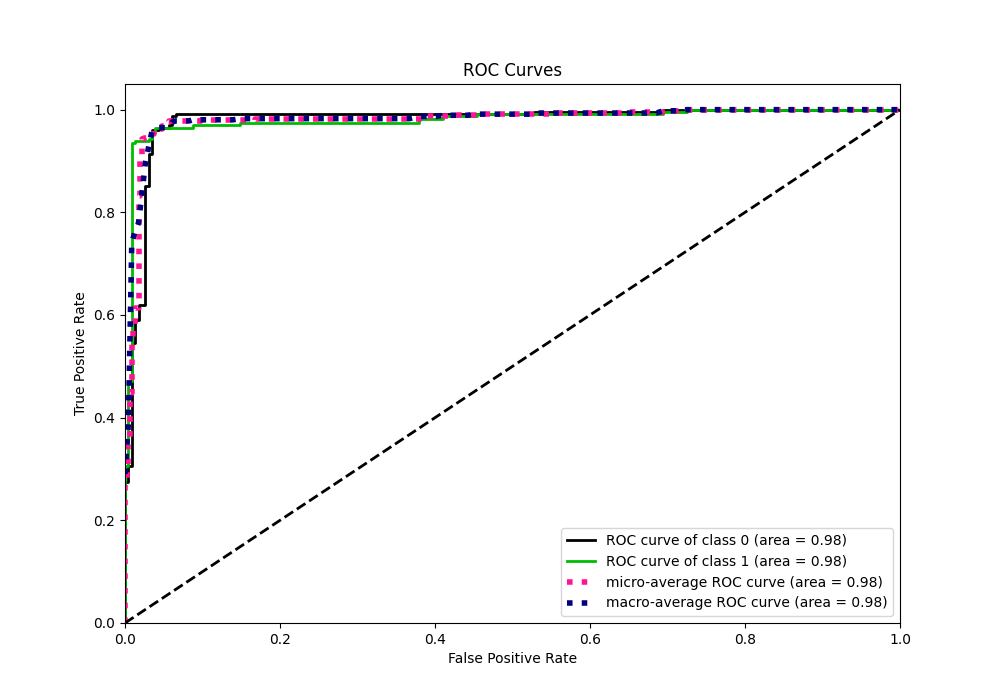 ROC Curves
1.0
0.8
0.6
0.4
0.2
0.0
True Positive Rate
ROC curve of class 0 (area = 0.98)
ROC curve of class 1 (area = 0.98)
micro-average ROC curve (area = 0.98)
macro-average ROC curve (area = 0.98)
0.0 0.2 0.4 0.6 0.8 1.0
False Positive Rate